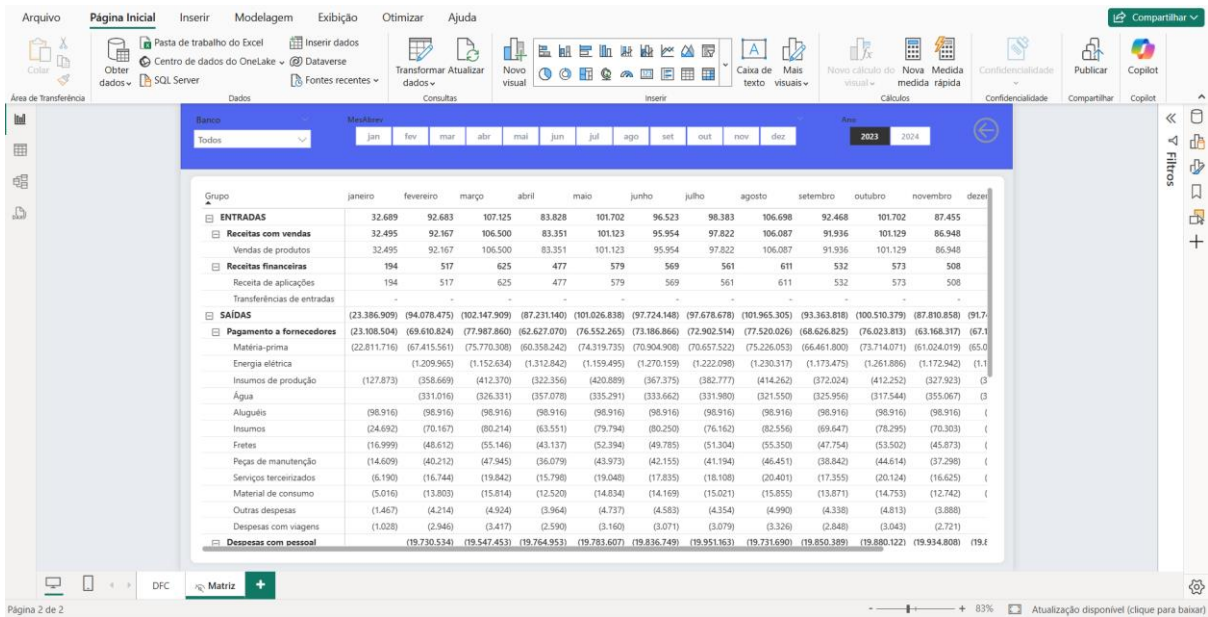 Arquivo Página Inicial Inserir Modelagem Exibição Otimizar Ajuda Compartilhar
Colar
Obter dados
Pasta de trabalho do Excel
Centro de dados do OneLake
SQL Server
Inserir dados
Dataverse
Fontes recentes
Transformar dados
Atualizar
Novo visual
Caixa de texto
Mais visuais
Novo cálculo do visual
Nova medida
Medida rápida
Confidencialidade
Publicar
Copilot
Área de Transferência Dados Consultas Inserir Cálculos Confidencialidade Compartilhar Copilot
Banco MesAbrev Ano
Todos jan fev mar abr mai jun jul ago set out nov dez 2023 2024
Filtros
Grupo janeiro fevereiro março abril maio junho julho agosto setembro outubro novembro dezer
ENTRADAS 32.689 92.683 107.125 83.828 101.702 96.523 98.383 106.698 92.468 101.702 87.455
Receitas com vendas 32.495 92.167 106.500 83.351 101.123 95.954 97.822 106.087 91.936 101.129 86.948
Vendas de produtos 32.495 92.167 106.500 83.351 101.123 95.954 97.822 106.087 91.936 101.129 86.948
Receitas financeiras 194 517 625 477 579 569 561 611 532 573 508
Receita de aplicações 194 517 625 477 579 569 561 611 532 573 508
Transferências de entradas - - - - - - - - - - -
SAÍDAS (23.386.909) (94.078.475) (102.147.909) (87.231.140) (101.026.838) (97.724.148) (97.678.678) (101.965.305) (93.363.818) (100.510.379) (87.810.858) (91.7
Pagamento a fornecedores (23.108.504) (69.610.824) (77.987.860) (62.627.070) (76.552.265) (73.186.866) (72.902.514) (77.520.026) (68.626.825) (76.023.813) (63.168.317) (67.1
Matéria-prima (22.811.716) (67.415.561) (75.770.308) (60.358.242) (74.319.735) (70.904.908) (70.657.522) (75.226.053) (66.461.800) (73.714.071) (61.024.019) (65.0
Energia elétrica (1.209.965) (1.152.634) (1.312.842) (1.159.495) (1.270.159) (1.222.098) (1.230.317) (1.173.475) (1.261.886) (1.172.942) (1.1
Insumos de produção (127.873) (358.669) (412.370) (322.356) (420.889) (367.375) (382.777) (414.262) (372.024) (412.252) (327.923) (3
Água (331.016) (326.331) (357.078) (335.291) (333.662) (331.980) (321.550) (325.956) (317.544) (355.067) (3
Aluguéis (98.916) (98.916) (98.916) (98.916) (98.916) (98.916) (98.916) (98.916) (98.916) (98.916) (98.916) (
Insumos (24.692) (70.167) (80.214) (63.551) (79.794) (80.250) (76.162) (82.556) (69.647) (78.295) (70.303) (
Fretes (16.999) (48.612) (55.146) (43.137) (52.394) (49.785) (51.304) (55.350) (47.754) (53.502) (45.873) (
Peças de manutenção (14.609) (40.212) (47.945) (36.079) (43.973) (42.155) (41.194) (46.451) (38.842) (44.614) (37.298) (
Serviços terceirizados (6.190) (16.744) (19.842) (15.798) (19.048) (17.835) (18.108) (20.401) (17.355) (20.124) (16.625) (
Material de consumo (5.016) (13.803) (15.814) (12.520) (14.834) (14.169) (15.021) (15.855) (13.871) (14.753) (12.742) (
Outras despesas (1.467) (4.214) (4.924) (3.964) (4.737) (4.583) (4.354) (4.990) (4.338) (4.813) (3.888)
Despesas com viagens (1.028) (2.946) (3.417) (2.590) (3.160) (3.071) (3.079) (3.326) (2.848) (3.043) (2.721)
Despesas com pessoal (19.730.534) (19.547.453) (19.764.953) (19.783.607) (19.836.749) (19.951.163) (19.731.690) (19.850.389) (19.880.122) (19.934.808) (19.8
DFC Matriz
Página 2 de 2 83% Atualização disponível (clique para baixar)